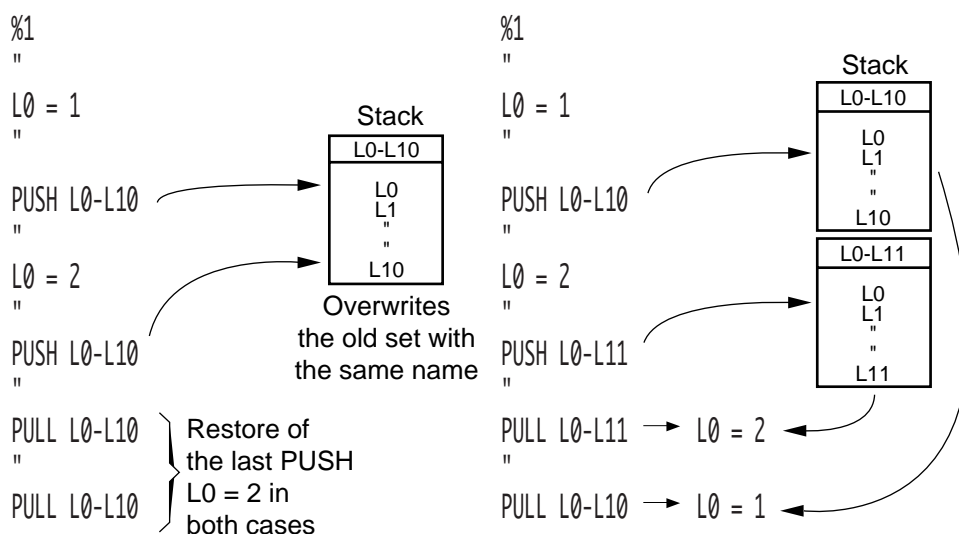 %1
"
L0 = 1
"
PUSH L0-L10
"
L0 = 2
"
PUSH L0-L10
"
PULL L0-L10
"
PULL L0-L10
Stack
L0-L10
L0
L1
"
"
L10
Overwrites
the old set with
the same name
Restore of
the last PUSH
L0 = 2 in
both cases
%1
"
L0 = 1
"
PUSH L0-L10
"
L0 = 2
"
PUSH L0-L11
"
PULL L0-L11
L0 = 2
"
PULL L0-L10
L0 = 1
Stack
L0-L10
L0
L1
"
"
L10
L0-L11
L0
L1
"
"
L11